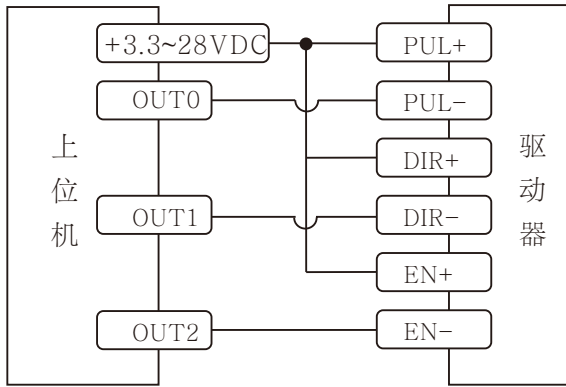 +3.3~28VDC
PUL+
OUT0
PUL-
DIR+
上位机
驱动器
OUT1
DIR-
EN+
OUT2
EN-